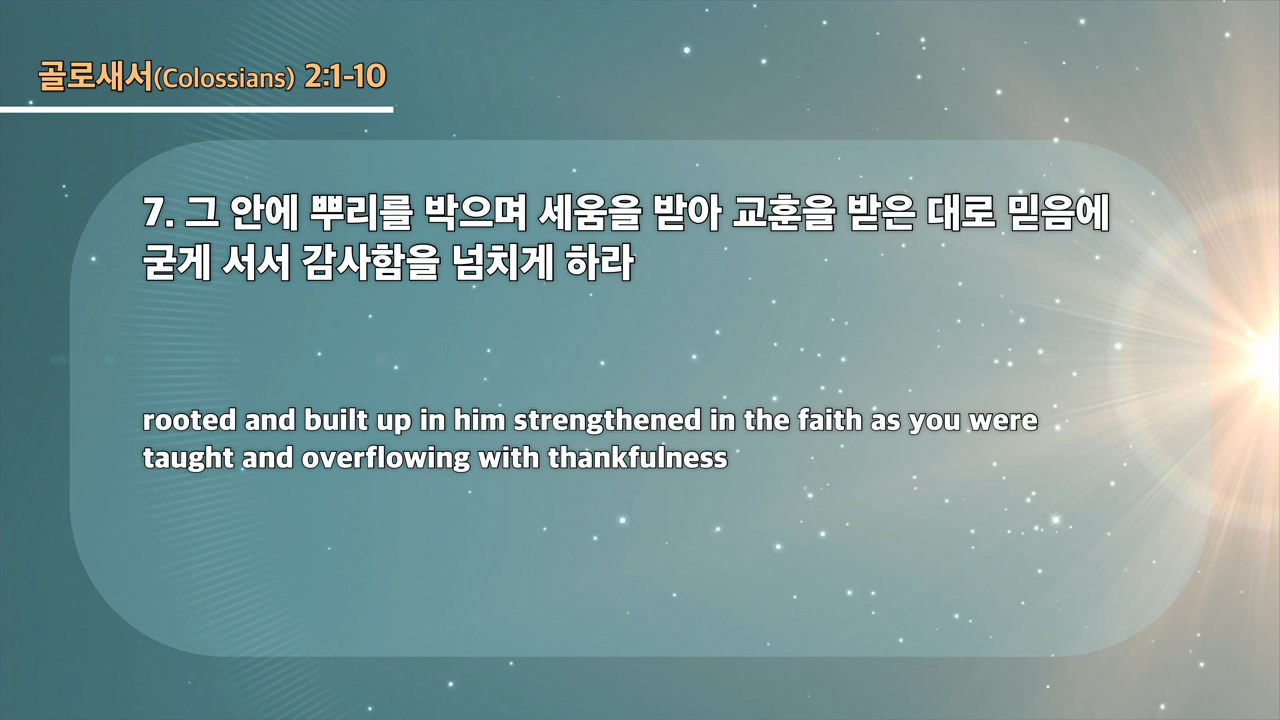 골로새서(Colossians) 2:1-10
7. 그 안에 뿌리를 박으며 세움을 받아 교훈을 받은 대로 믿음에
굳게 서서 감사함을 넘치게 하라
rooted and built up in him strengthened in the faith as you were
taught and overflowing with thankfulness